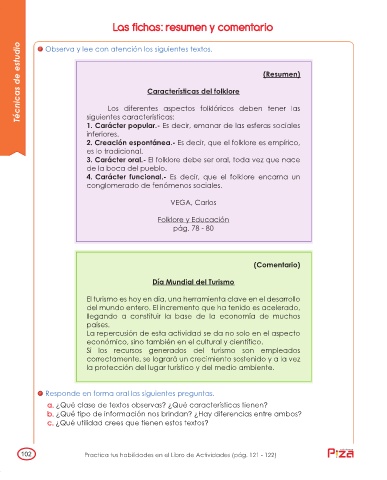 Las fichas: resumen y comentario
Técnicas de estudio
Observa y lee con atención los siguientes textos.
(Resumen)
Características del folklore
Los diferentes aspectos folklóricos deben tener las
siguientes características:
1. Carácter popular.- Es decir, emanar de las esferas sociales
inferiores.
2. Creación espontánea.- Es decir, que el folklore es empírico,
es lo tradicional.
3. Carácter oral.- El folklore debe ser oral, toda vez que nace
de la boca del pueblo.
4. Carácter funcional.- Es decir, que el folklore encarna un
conglomerado de fenómenos sociales.
VEGA, Carlos
Folklore y Educación
pág. 78 - 80
(Comentario)
Día Mundial del Turismo
El turismo es hoy en día, una herramienta clave en el desarrollo
del mundo entero. El incremento que ha tenido es acelerado,
llegando a constituir la base de la economía de muchos
países.
La repercusión de esta actividad se da no solo en el aspecto
económico, sino también en el cultural y científico.
Si los recursos generados del turismo son empleados
correctamente, se logrará un crecimiento sostenido y a la vez
la protección del lugar turístico y del medio ambiente.
Responde en forma oral las siguientes preguntas.
a. ¿Qué clase de textos observas? ¿Qué características tienen?
b. ¿Qué tipo de información nos brindan? ¿Hay diferencias entre ambos?
c. ¿Qué utilidad crees que tienen estos textos?
102
Practica tus habilidades en el Libro de Actividades (pág. 121 - 122)